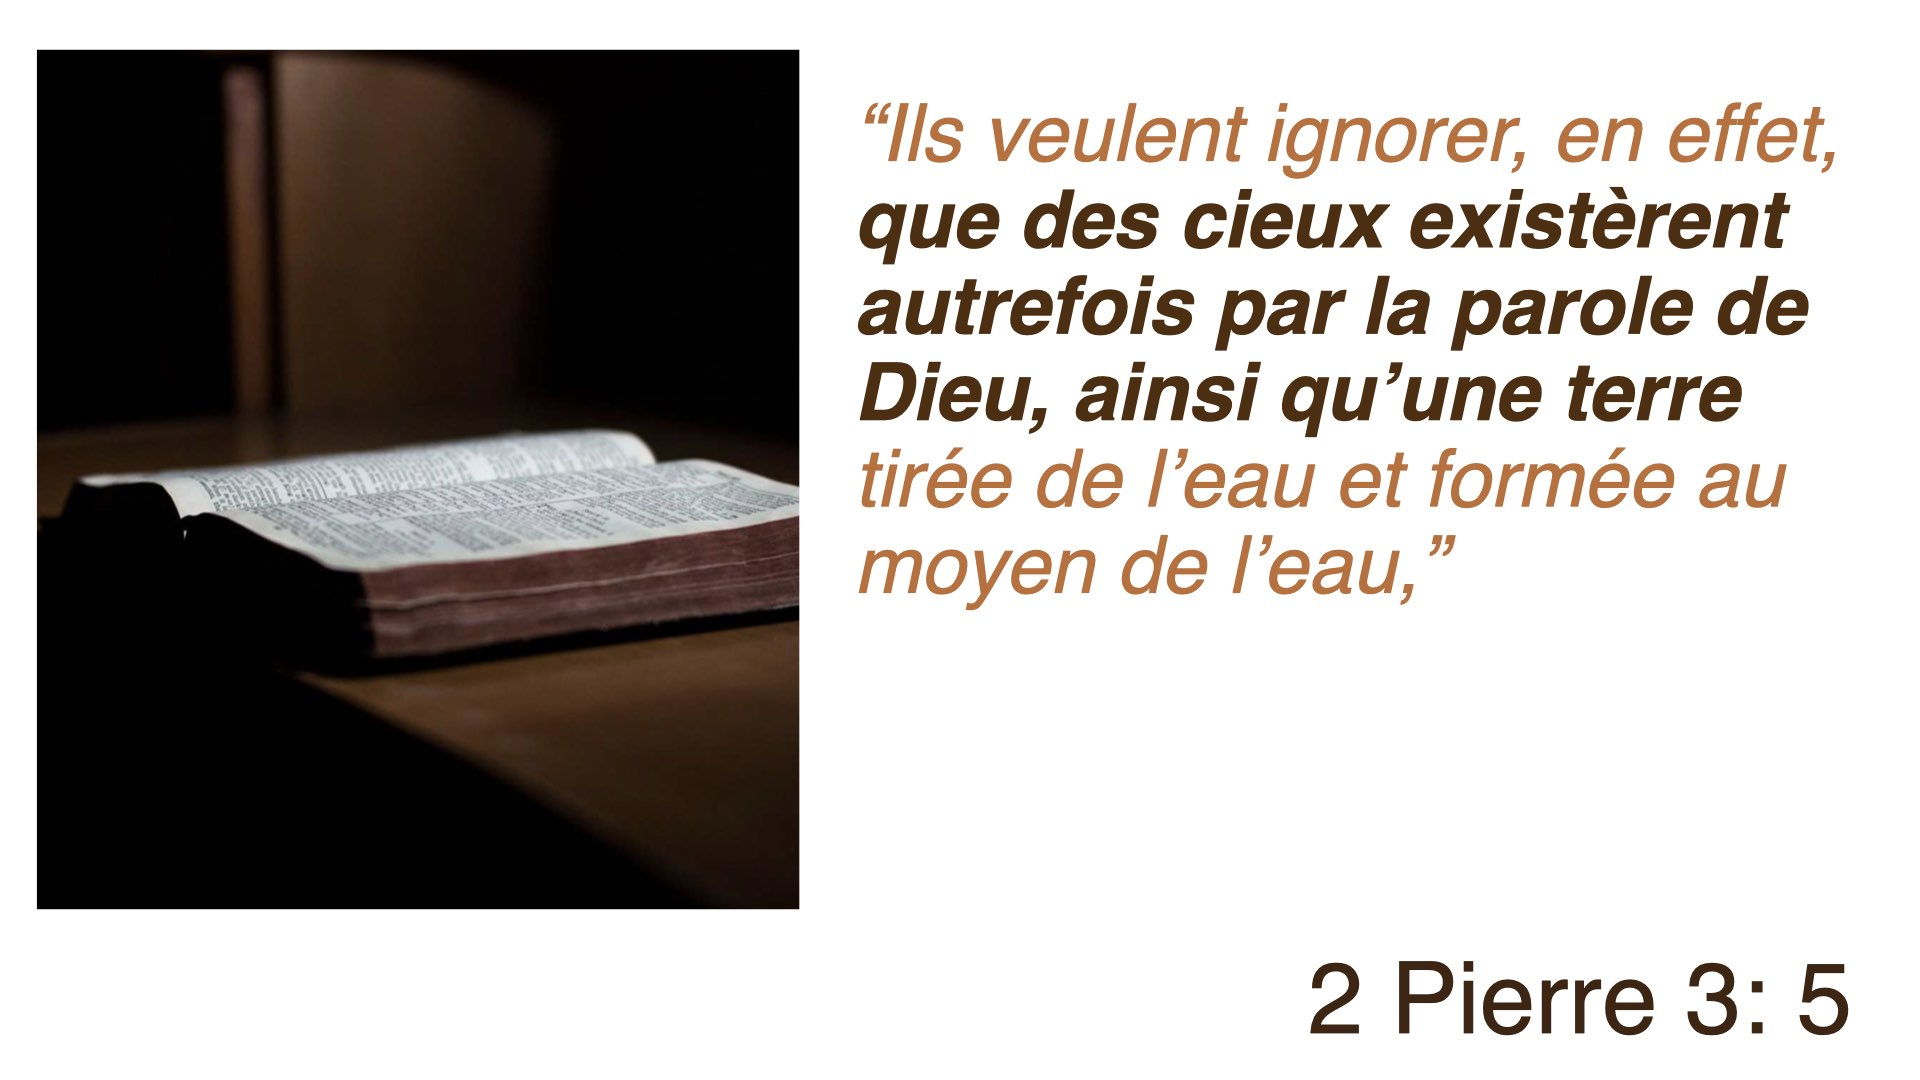 “Ils veulent ignorer, en effet,
que des cieux existèrent
autrefois par la parole de
Dieu, ainsi qu’une terre
tirée de l’eau et formée au
moyen de l’eau,”
2 Pierre 3: 5